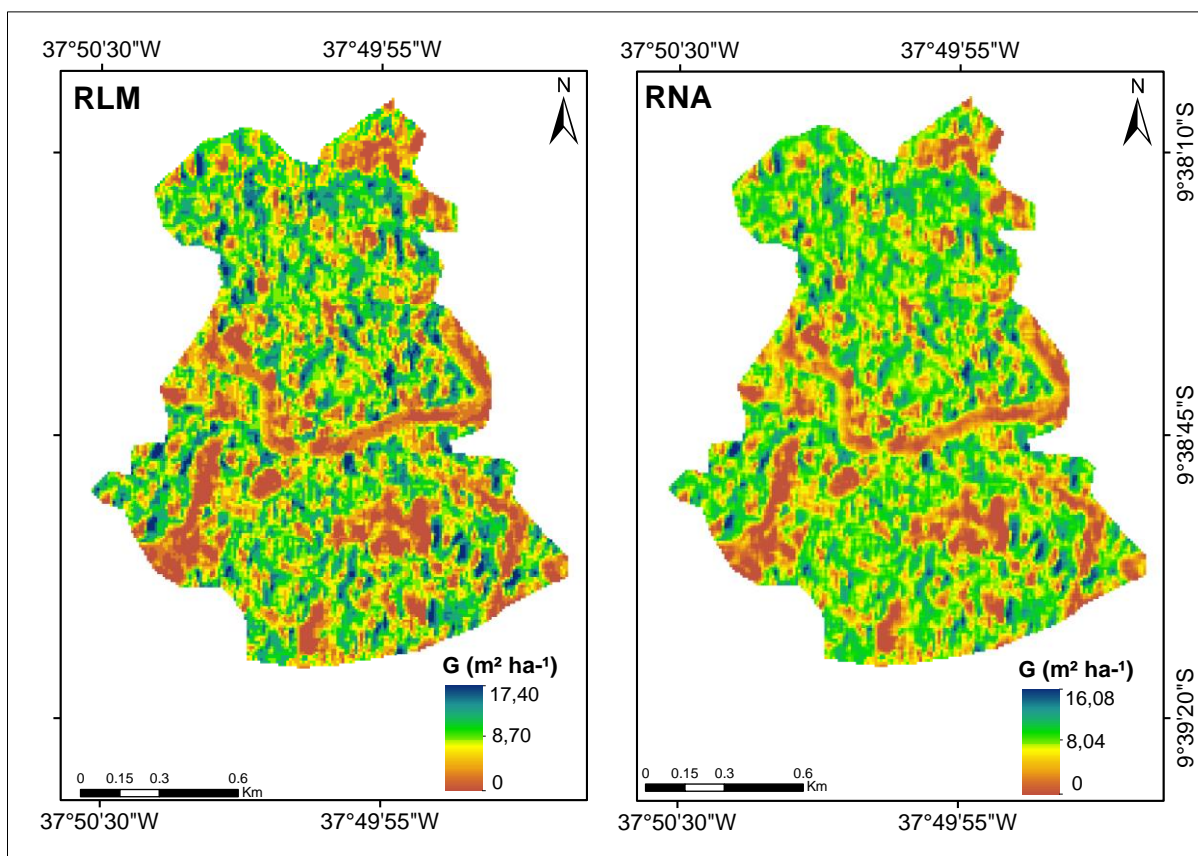 37°50'30"W 37°49'55"W 37°50'30"W 37°49'55"W
RLM
N
RNA
N
9°38'10"S
9°38'45"S
9°39'20"S
G (m² ha-¹)
17,40
8,70
0
G (m² ha-¹)
16,08
8,04
0
0 0.15 0.3 0.6
Km
0 0.15 0.3 0.6
Km
37°50'30"W 37°49'55"W 37°50'30"W 37°49'55"W